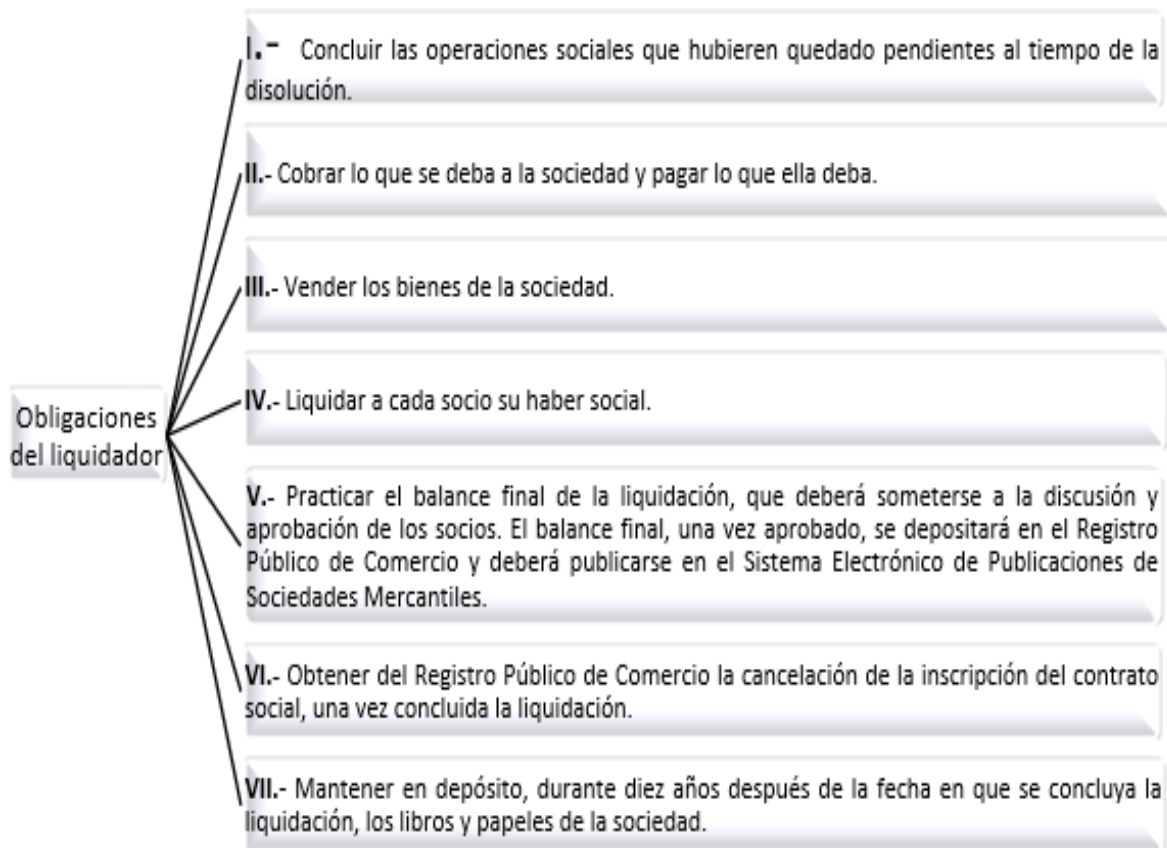 I.- Concluir las operaciones sociales que hubieren quedado pendientes al tiempo de la
disolución.
II.- Cobrar lo que se deba a la sociedad y pagar lo que ella deba.
III.- Vender los bienes de la sociedad.
Obligaciones
del liquidador
IV.- Liquidar a cada socio su haber social.
V.- Practicar el balance final de la liquidación, que deberá someterse a la discusión y
aprobación de los socios. El balance final, una vez aprobado, se depositará en el Registro
Público de Comercio y deberá publicarse en el Sistema Electrónico de Publicaciones de
Sociedades Mercantiles.
VI.- Obtener del Registro Público de Comercio la cancelación de la inscripción del contrato
social, una vez concluida la liquidación.
VII.- Mantener en depósito, durante diez años después de la fecha en que se concluya la
liquidación, los libros y papeles de la sociedad.